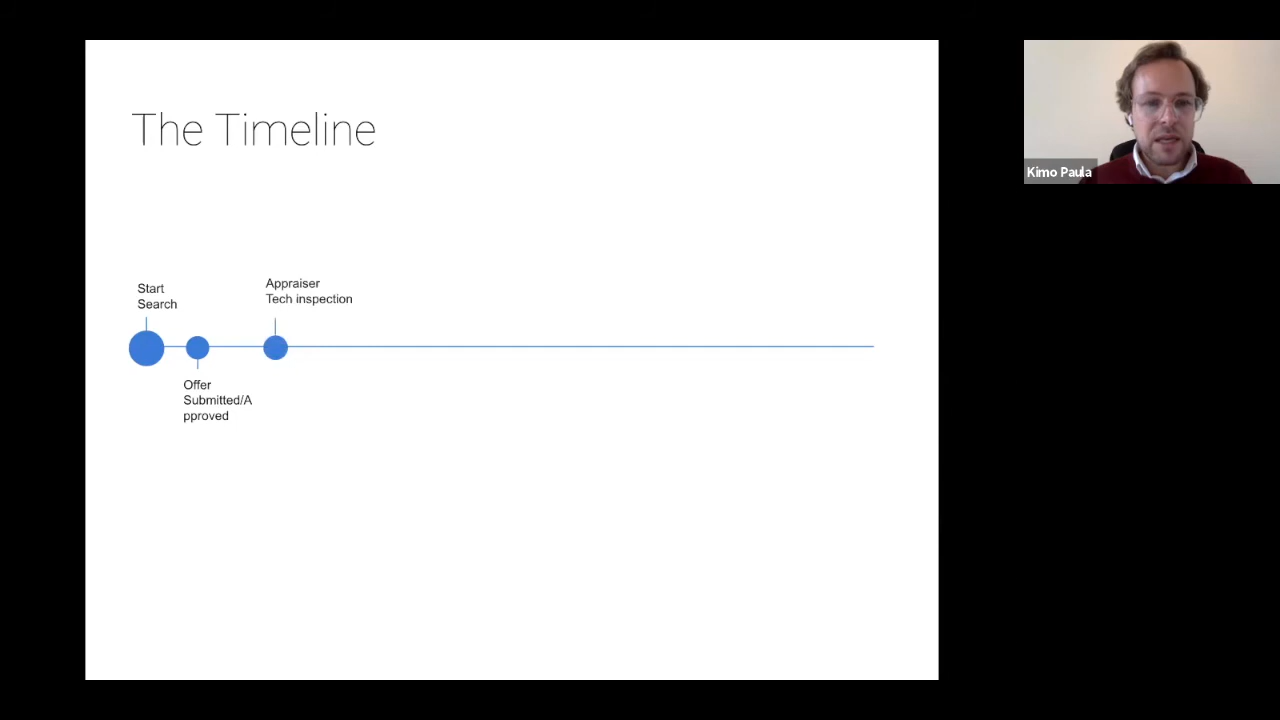 The Timeline
Kimo Paula
Start
Search
Appraiser
Tech inspection
Offer
Submitted/A
pproved